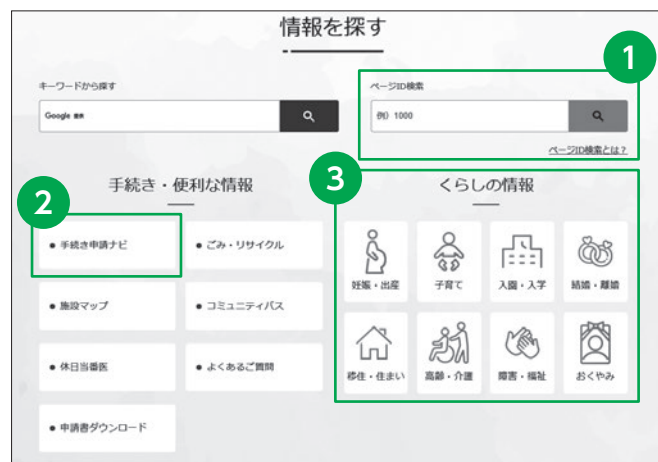 情報を探す
1
キーワードから探す
ページID検索
Google 検索
例）1000
ページID検索とは？
2
手続き・便利な情報
3
くらしの情報
● 手続き申請ナビ
● ごみ・リサイクル
妊娠・出産
子育て
入園・入学
結婚・離婚
● 施設マップ
● コミュニティバス
● 休日当番医
● よくあるご質問
移住・住まい
高齢・介護
障害・福祉
おくやみ
● 申請書ダウンロード